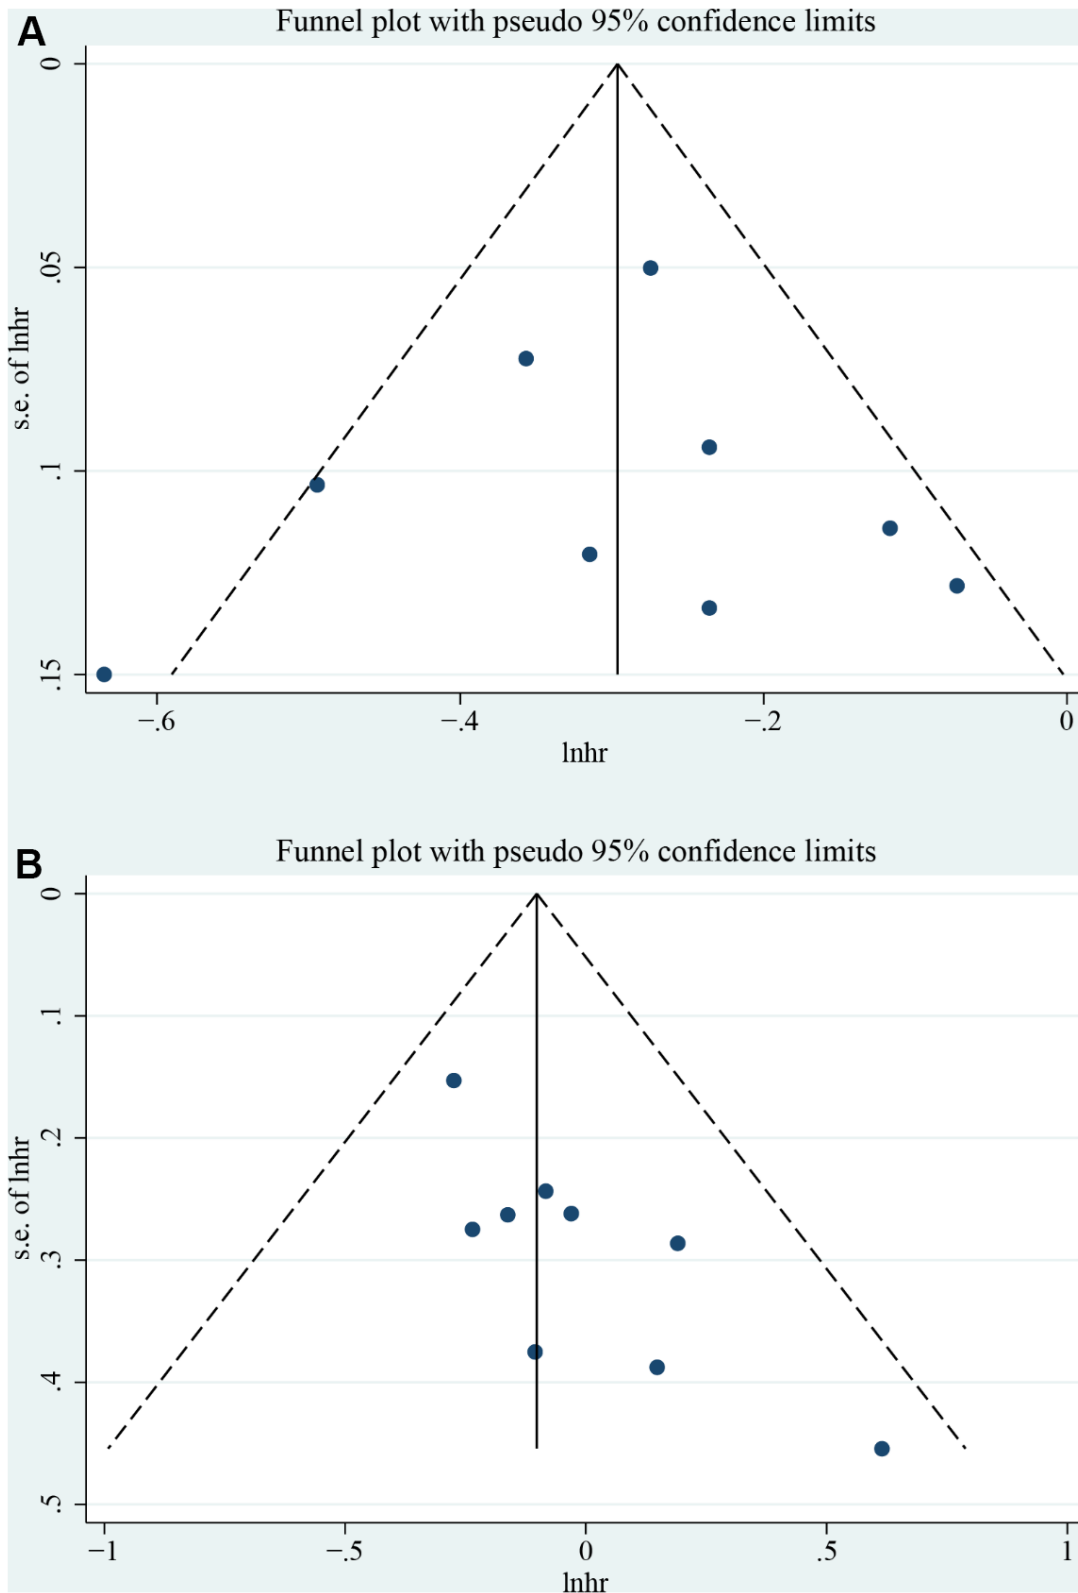 A
Funnel plot with pseudo 95% confidence limits
s.e. of lnhr
0
.05
.1
.15
−.6
−.4
−.2
0
lnhr
B
Funnel plot with pseudo 95% confidence limits
s.e. of lnhr
0
.1
.2
.3
.4
.5
−1
−.5
0
.5
1
lnhr